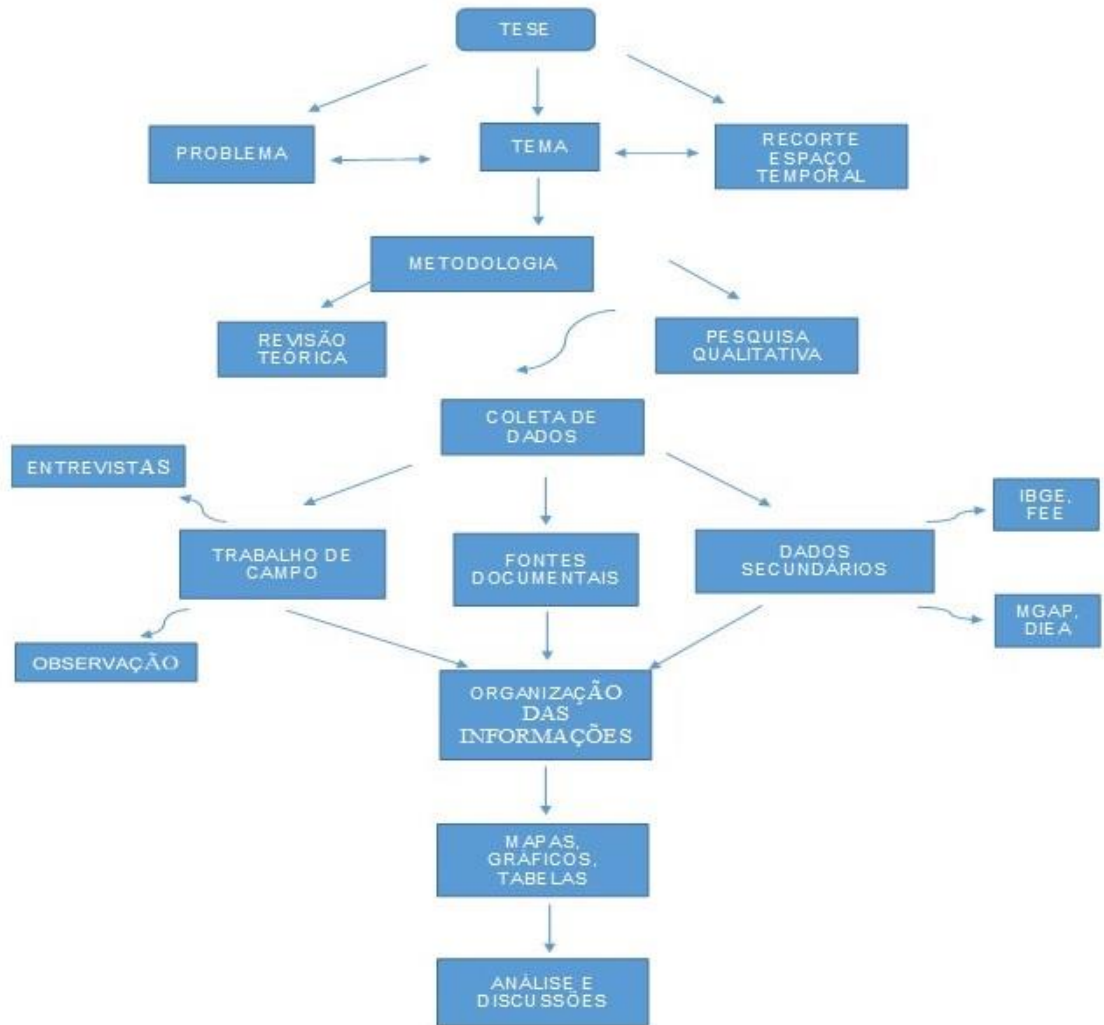 TESE
PROBLEMA
TEMA
RECORTE
ESPAÇO
TEMPORAL
METODOLOGIA
REVISÃO
TEÓRICA
PESQUISA
QUALITATIVA
COLETA DE
DADOS
ENTREVISTAS
IBGE,
FEE
TRABALHO DE
CAMPO
FONTES
DOCUMENTAIS
DADOS
SECUNDÁRIOS
OBSERVAÇÃO
MGAP,
DIEA
ORGANIZAÇÃO
DAS
INFORMAÇÕES
MAPAS,
GRÁFICOS,
TABELAS
ANÁLISE E
DISCUSSÕES